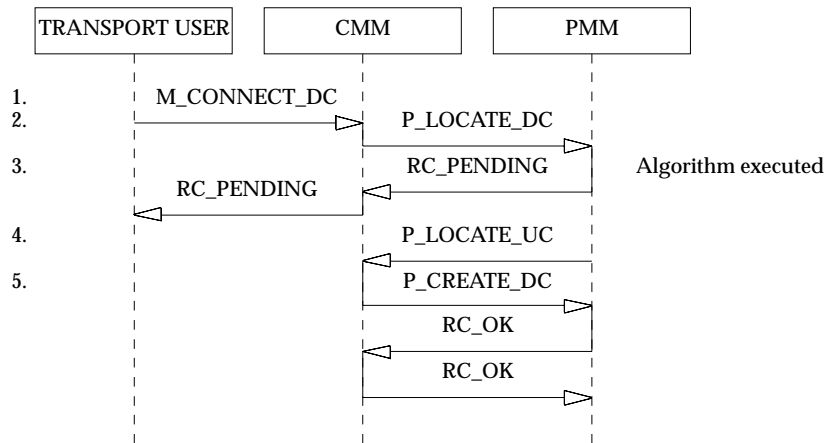 TRANSPORT USER CMM PMM
1. M_CONNECT_DC
2. P_LOCATE_DC
3. RC_PENDING Algorithm executed
RC_PENDING
4. P_LOCATE_UC
5. P_CREATE_DC
RC_OK
RC_OK